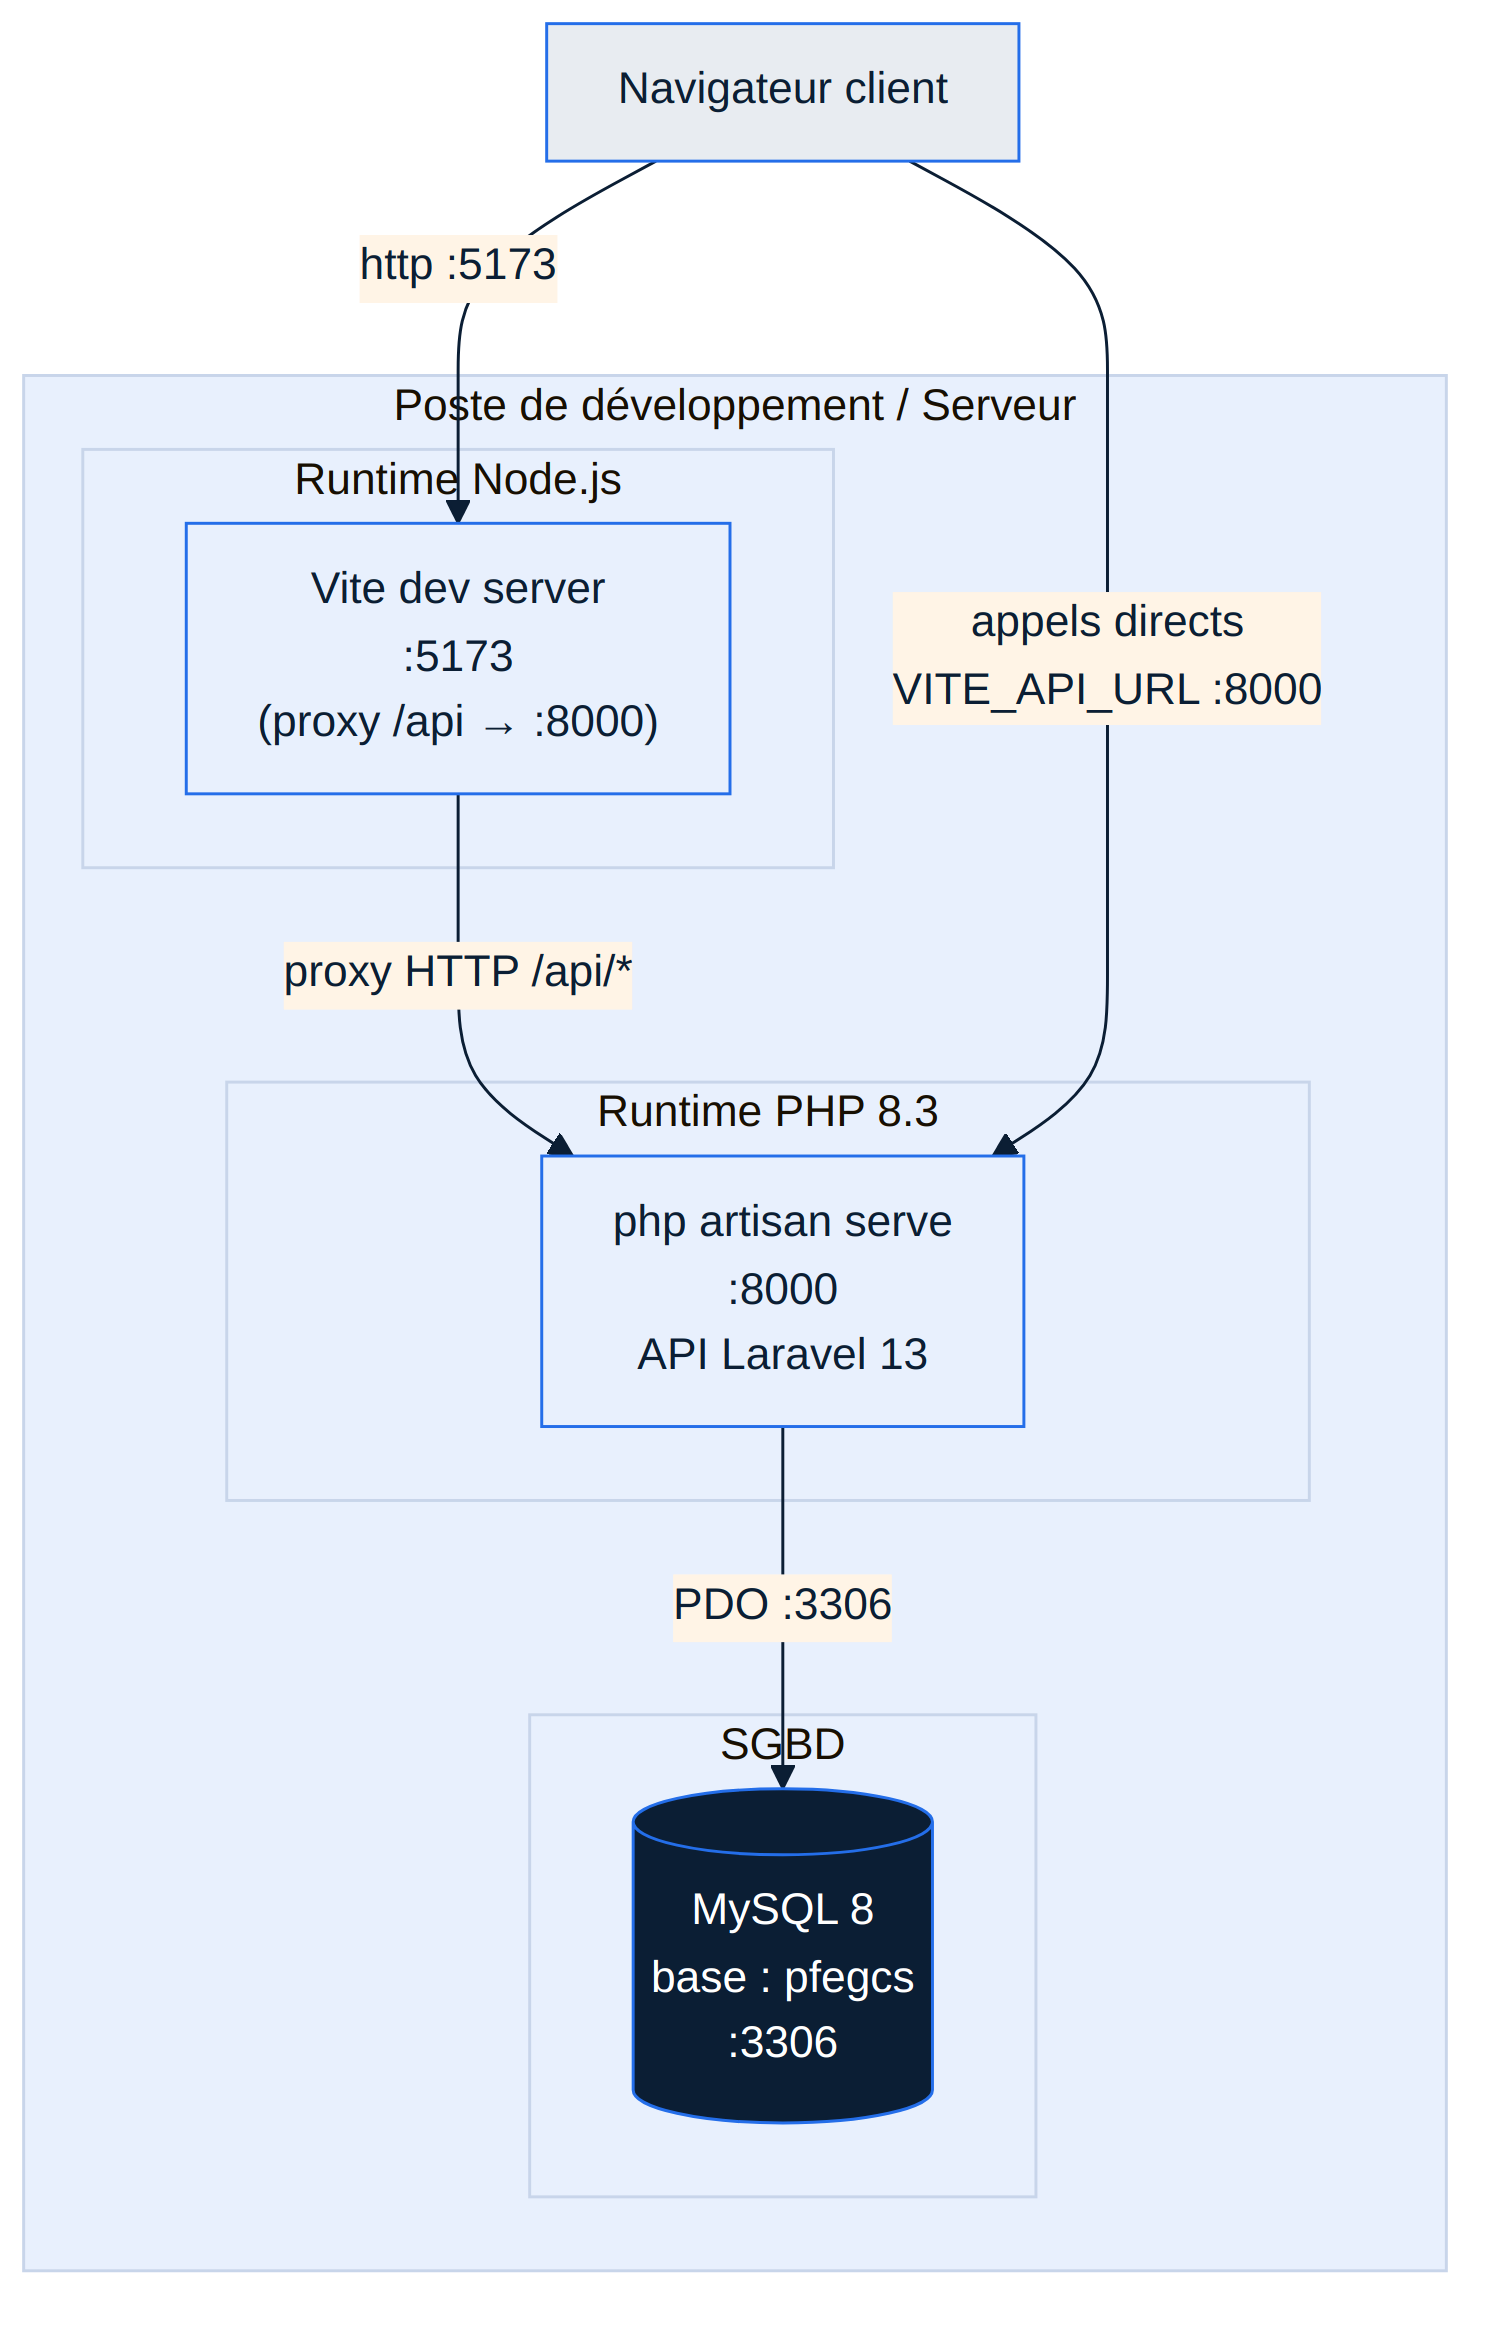 Navigateur client
http :5173
Poste de développement / Serveur
Runtime Node.js
Vite dev server
:5173
(proxy /api → :8000)
appels directs
VITE_API_URL :8000
proxy HTTP /api/*
Runtime PHP 8.3
php artisan serve
:8000
API Laravel 13
PDO :3306
SGBD
MySQL 8
base : pfegcs
:3306